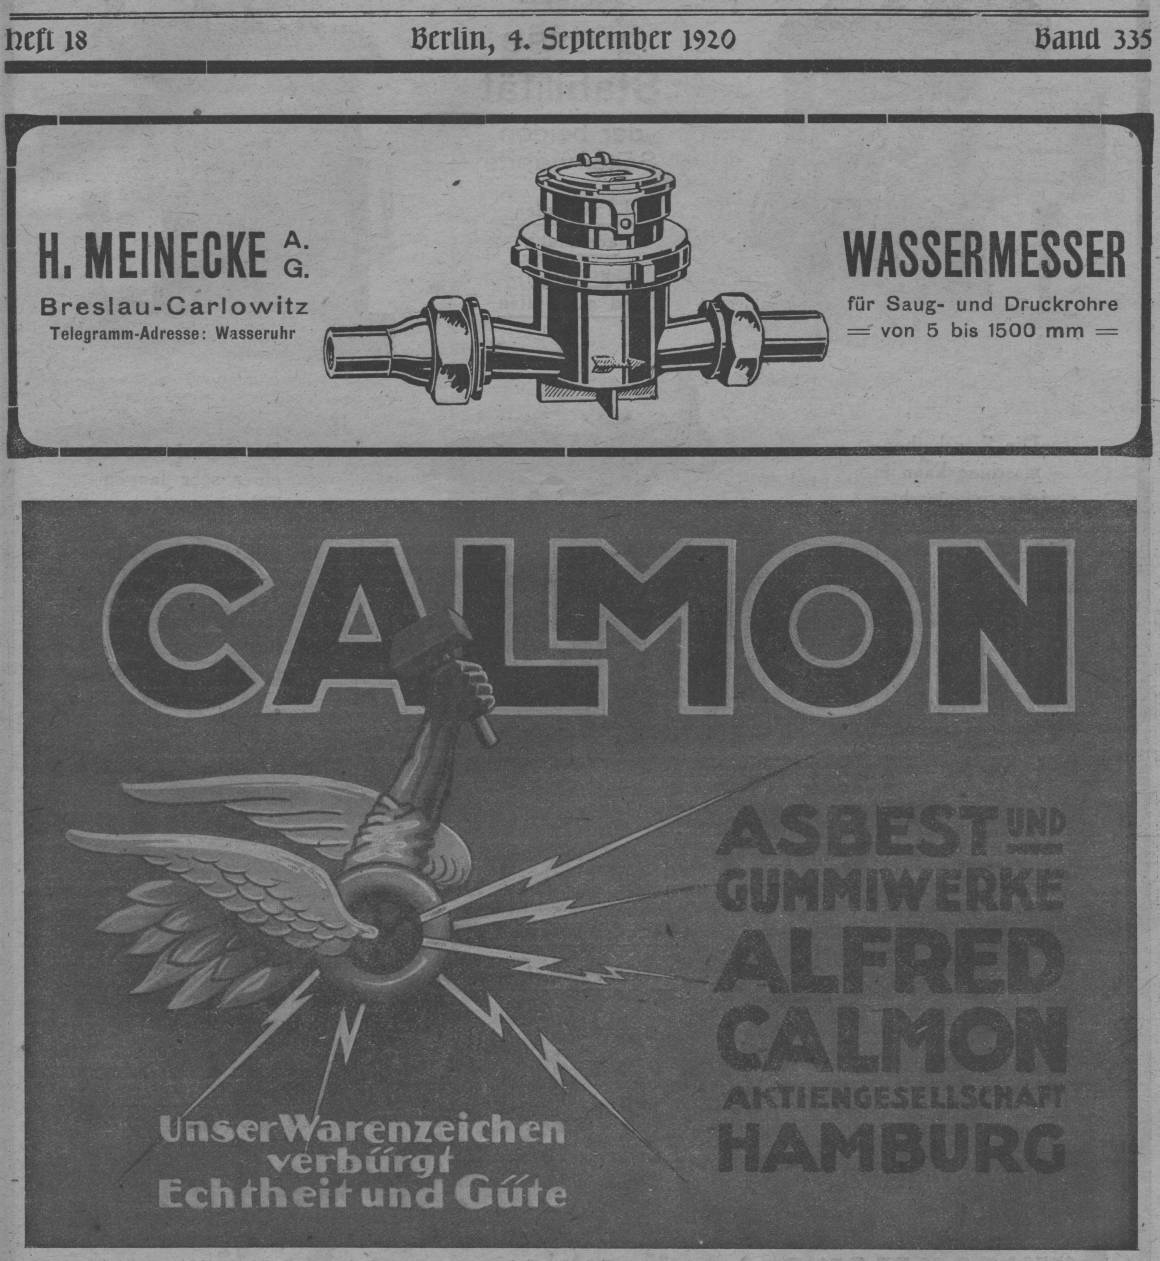 Heft 18 Berlin, 4. September 1920 Band 335
H. MEINECKE A. G.
Breslau-Carlowitz
Telegramm-Adresse: Wasseruhr
WASSERMESSER
für Saug- und Druckrohre
von 5 bis 1500 mm
CALMON
ASBEST UND
GUMMIWERKE
ALFRED
CALMON
AKTIENGESELLSCHAFT
HAMBURG
Unser Warenzeichen
verbürgt
Echtheit und Güte